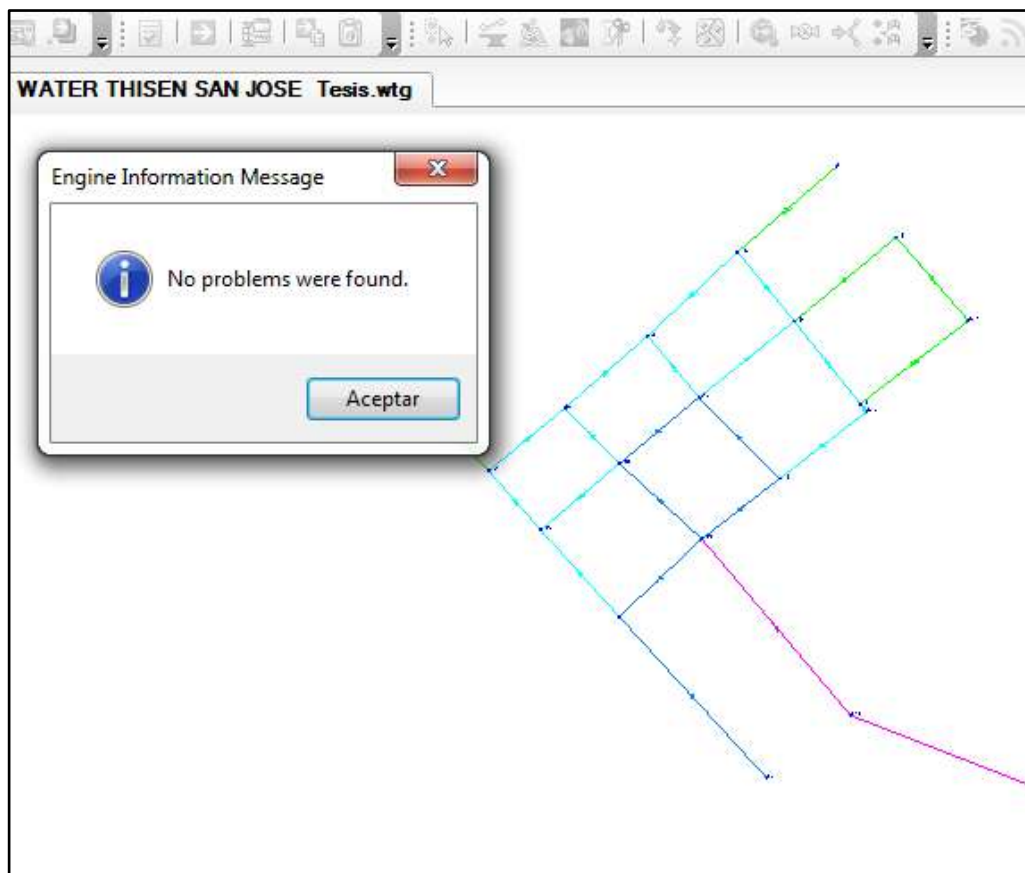 WATER THISEN SAN JOSE Tesis.wtg
Engine Information Message
No problems were found.
Aceptar